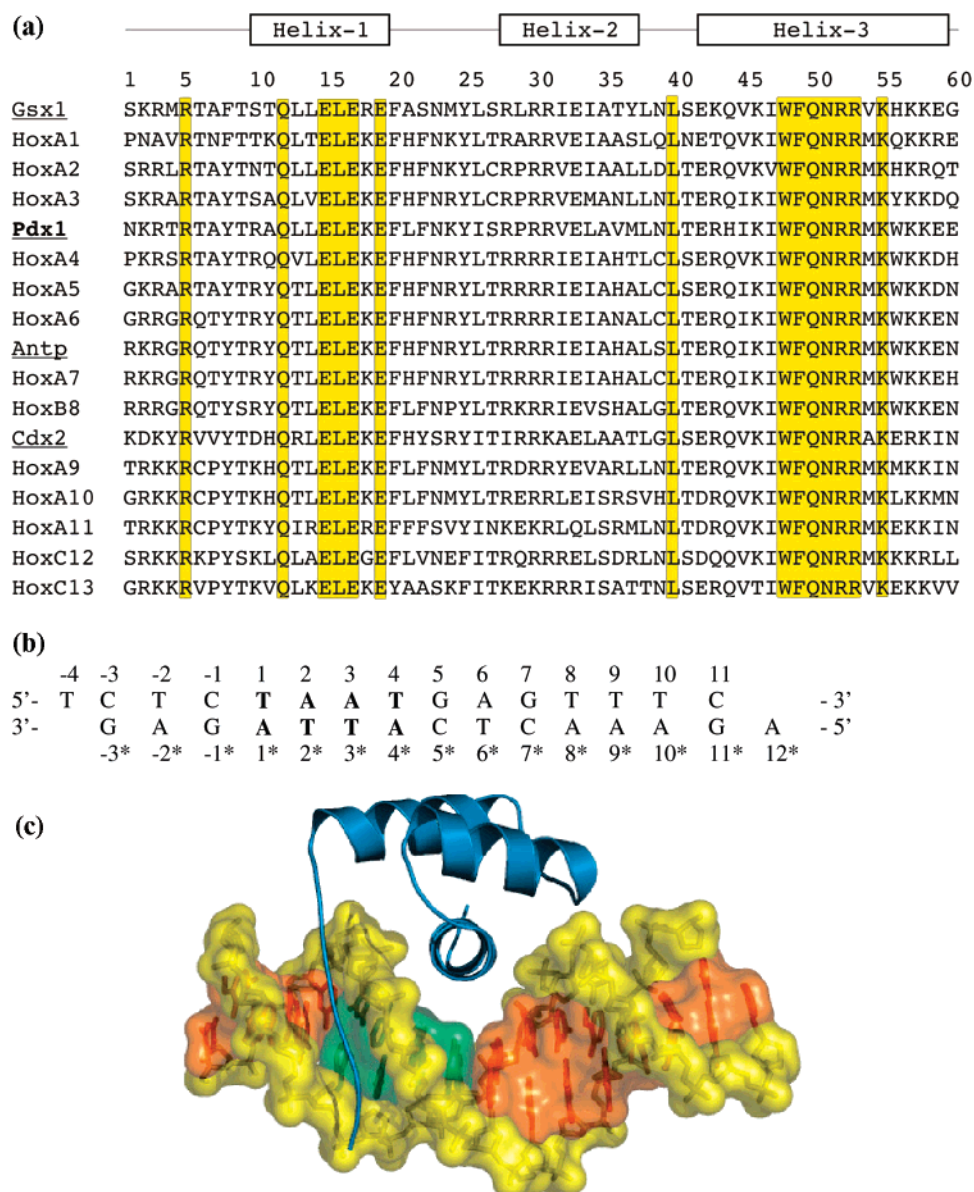 (a)
Helix-1 Helix-2 Helix-3
1 5 10 15 20 25 30 35 40 45 50 55 60
Gsx1 SKRMRTAFTSTQLLELEREFASNMYLSRLRRIEIATYLNLSEKQVKIWFQNRRVKHKKEG
HoxA1 PNAVRTNFTTKQLTELEKEFHFNKYLTRARRVEIAASLQLNETQVKIWFQNRRMKQKKRE
HoxA2 SRRLRTAYTNTQLLELEKEFHFNKYLCRPRRVEIAALLDLTERQVKVWFQNRRMKHKRQT
HoxA3 SKRARTAYTSAQLVELEKEFHFNRYLCRPRRVEMANLLNLTERQIKIWFQNRRMKYKKDQ
Pdx1 NKRTRTAYTRAQLLELEKEFLFNKYISRPRRVELAVMLNLTERHIKIWFQNRRMKWKKEE
HoxA4 PKRSRTAYTRQQVLELEKEFHFNRYLTRRRRIEIAHTLCLSERQVKIWFQNRRMKWKKDH
HoxA5 GKRARTAYTRYQTLELEKEFHFNRYLTRRRRIEIAHALCLSERQIKIWFQNRRMKWKKDN
HoxA6 GRRGRQTYTRYQTLELEKEFHFNRYLTRRRRIEIANALCLTERQIKIWFQNRRMKWKKEN
Antp RKRGRQTYTRYQTLELEKEFHFNRYLTRRRRIEIAHALSLTERQIKIWFQNRRMKWKKEN
HoxA7 RKRGRQTYTRYQTLELEKEFHFNRYLTRRRRIEIAHALCLTERQIKIWFQNRRMKWKKEH
HoxB8 RRRGRQTYSRYQTLELEKEFLFNPYLTRKRRIEVSHALGLTERQVKIWFQNRRMKWKKEN
Cdx2 KDKYRVVYTDHQRLELEKEFHYSRYITIRRKAELAATLGLSERQVKIWFQNRRAKERKIN
HoxA9 TRKKRCPYTKHQTLELEKEFLFNMYLTRDRRYEVARLLNLTERQVKIWFQNRRMKMKKIN
HoxA10 GRKKRCPYTKHQTLELEKEFLFNMYLTRERRLEISRSVHLTDRQVKIWFQNRRMKLKKMN
HoxA11 TRKKRCPYTKYQIRELEREFFFSVYINKEKRLQLSRMLNLTDRQVKIWFQNRRMKEKKIN
HoxC12 SRKKRKPYSKLQLAELEGEFLVNEFITRQRRRELSDRLNLSDQQVKIWFQNRRMKKKRLL
HoxC13 GRKKRVPYTKVQLKELEKEYAASKFITKEKRRRISATTNLSERQVTIWFQNRRVKEKKVV
(b)
-4 -3 -2 -1 1 2 3 4 5 6 7 8 9 10 11
5'- T C T C T A A T G A G T T T C - 3'
3'- G A G A T T A C T C A A A G A - 5'
-3* -2* -1* 1* 2* 3* 4* 5* 6* 7* 8* 9* 10* 11* 12*
(c)